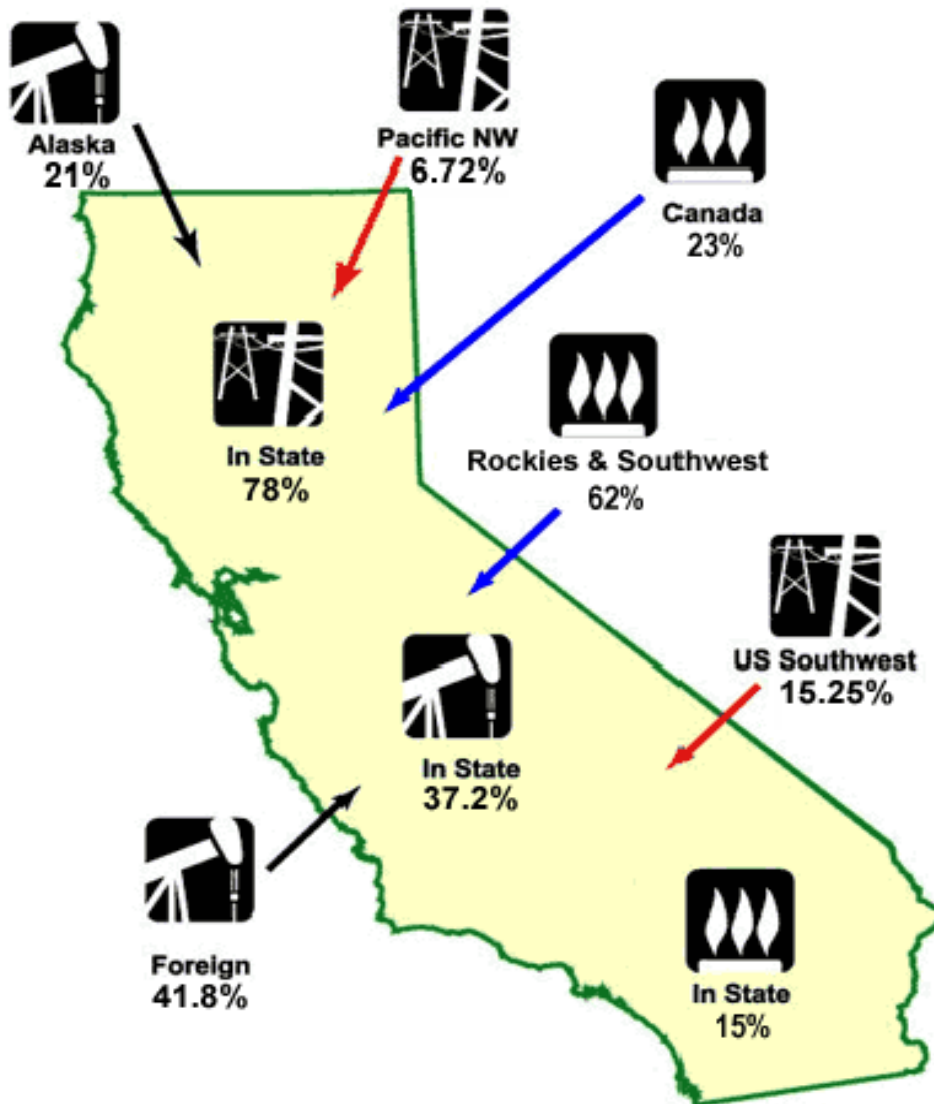 Alaska
21%
Pacific NW
6.72%
Canada
23%
In State
78%
Rockies & Southwest
62%
US Southwest
15.25%
In State
37.2%
Foreign
41.8%
In State
15%